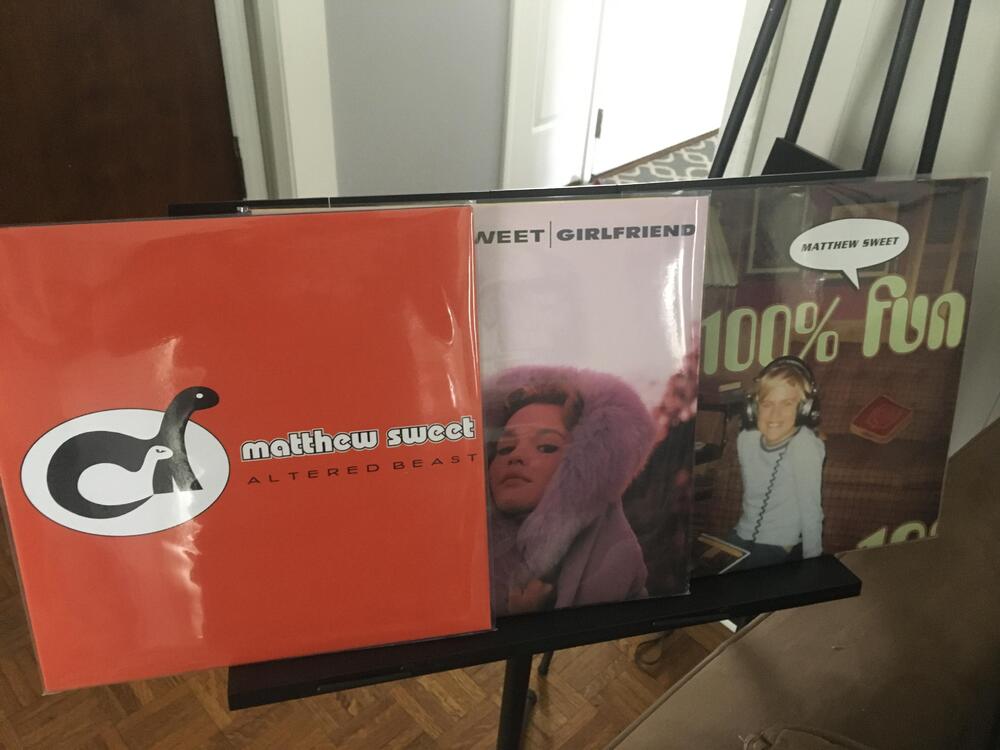 matthew sweet
ALTERED BEAST
WEET | GIRLFRIEND
MATTHEW SWEET
100% fun